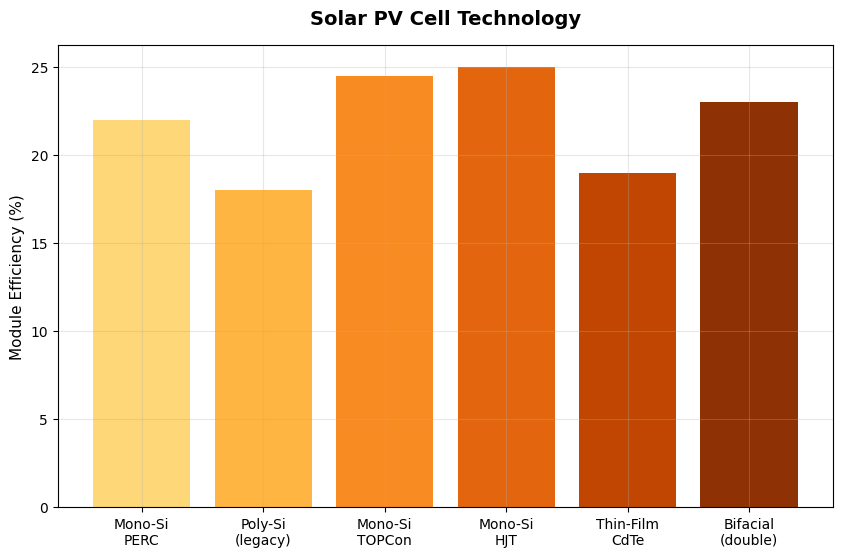 Solar PV Cell Technology
Module Efficiency (%)
25
20
15
10
5
0
Mono-Si
PERC
Poly-Si
(legacy)
Mono-Si
TOPCon
Mono-Si
HJT
Thin-Film
CdTe
Bifacial
(double)